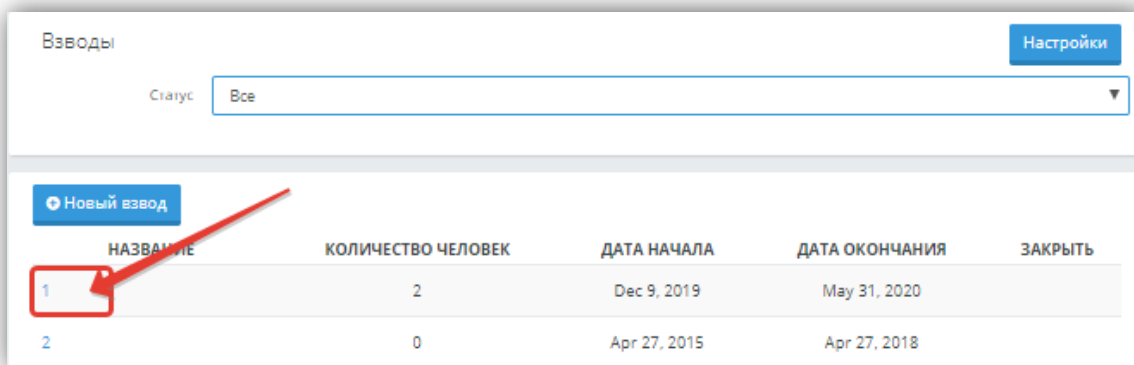 Взводы
Настройки
Статус Все
Новый взвод
НАЗВАНИЕ КОЛИЧЕСТВО ЧЕЛОВЕК ДАТА НАЧАЛА ДАТА ОКОНЧАНИЯ ЗАКРЫТЬ
1 2 Dec 9, 2019 May 31, 2020
2 0 Apr 27, 2015 Apr 27, 2018